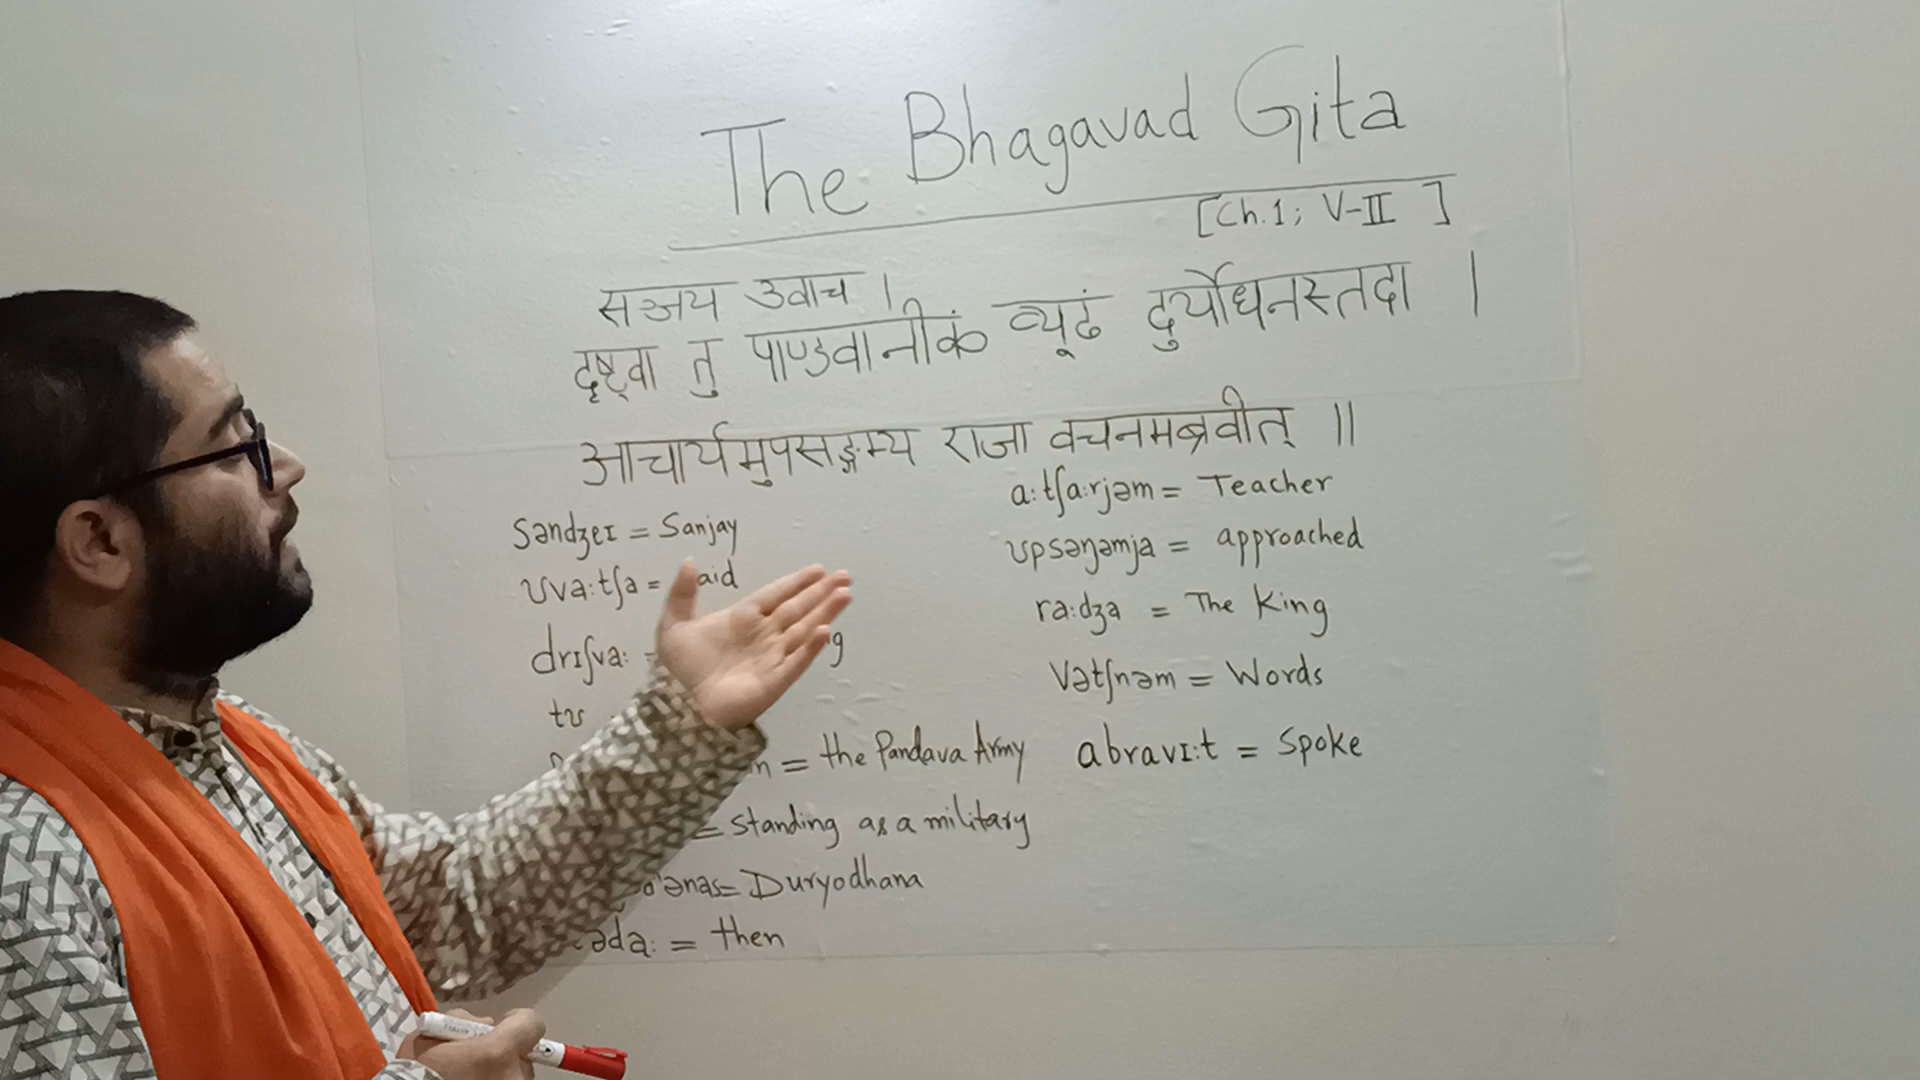 The Bhagavad Gita
[Ch.1; V-II]
सञ्जय उवाच ।
दृष्ट्वा तु पाण्डवानीकं व्यूढं दुर्योधनस्तदा ।
आचार्यमुपसङ्गम्य राजा वचनमब्रवीत् ॥
səndʒeɪ = Sanjay
ʊva:tʃa =
drɪʃva:
tʊ
= the Pandava Army
= standing as a military
= Duryodhana
= then
a:tʃa:rjəm = Teacher
ʊpsəŋəmja = approached
ra:dʒa = The King
Vətʃnəm = Words
abravɪ:t = Spoke